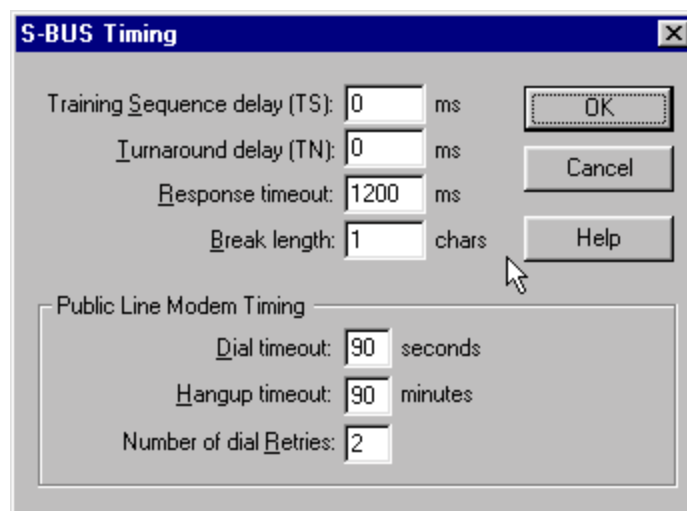 S-BUS Timing
Training Sequence delay (TS): 0 ms
OK
Turnaround delay (TN): 0 ms
Cancel
Response timeout: 1200 ms
Break length: 1 chars
Help
Public Line Modem Timing
Dial timeout: 90 seconds
Hangup timeout: 90 minutes
Number of dial Retries: 2